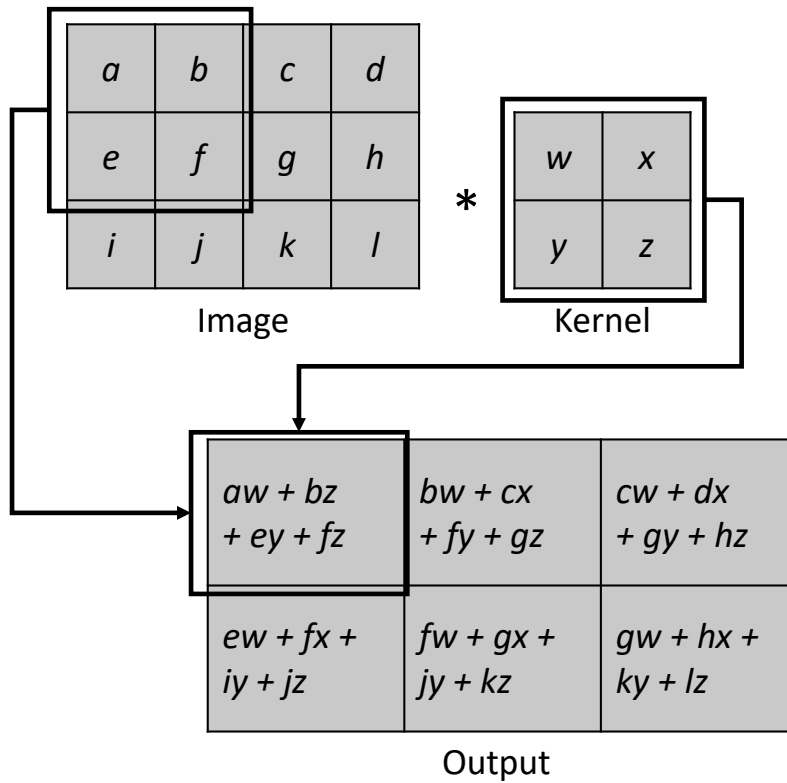 a b c d
e f g h
i j k l
Image
*
w x
y z
Kernel
aw + bz
+ ey + fz
bw + cx
+ fy + gz
cw + dx
+ gy + hz
ew + fx +
iy + jz
fw + gx +
jy + kz
gw + hx +
ky + lz
Output